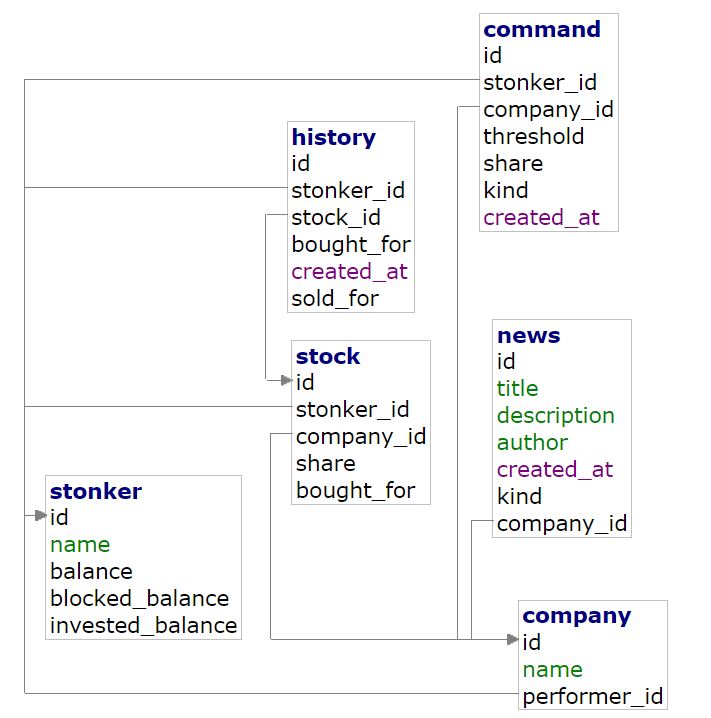 command
id
stonker_id
company_id
threshold
share
kind
created_at
history
id
stonker_id
stock_id
bought_for
created_at
sold_for
stock
id
stonker_id
company_id
share
bought_for
news
id
title
description
author
created_at
kind
company_id
stonker
id
name
balance
blocked_balance
invested_balance
company
id
name
performer_id